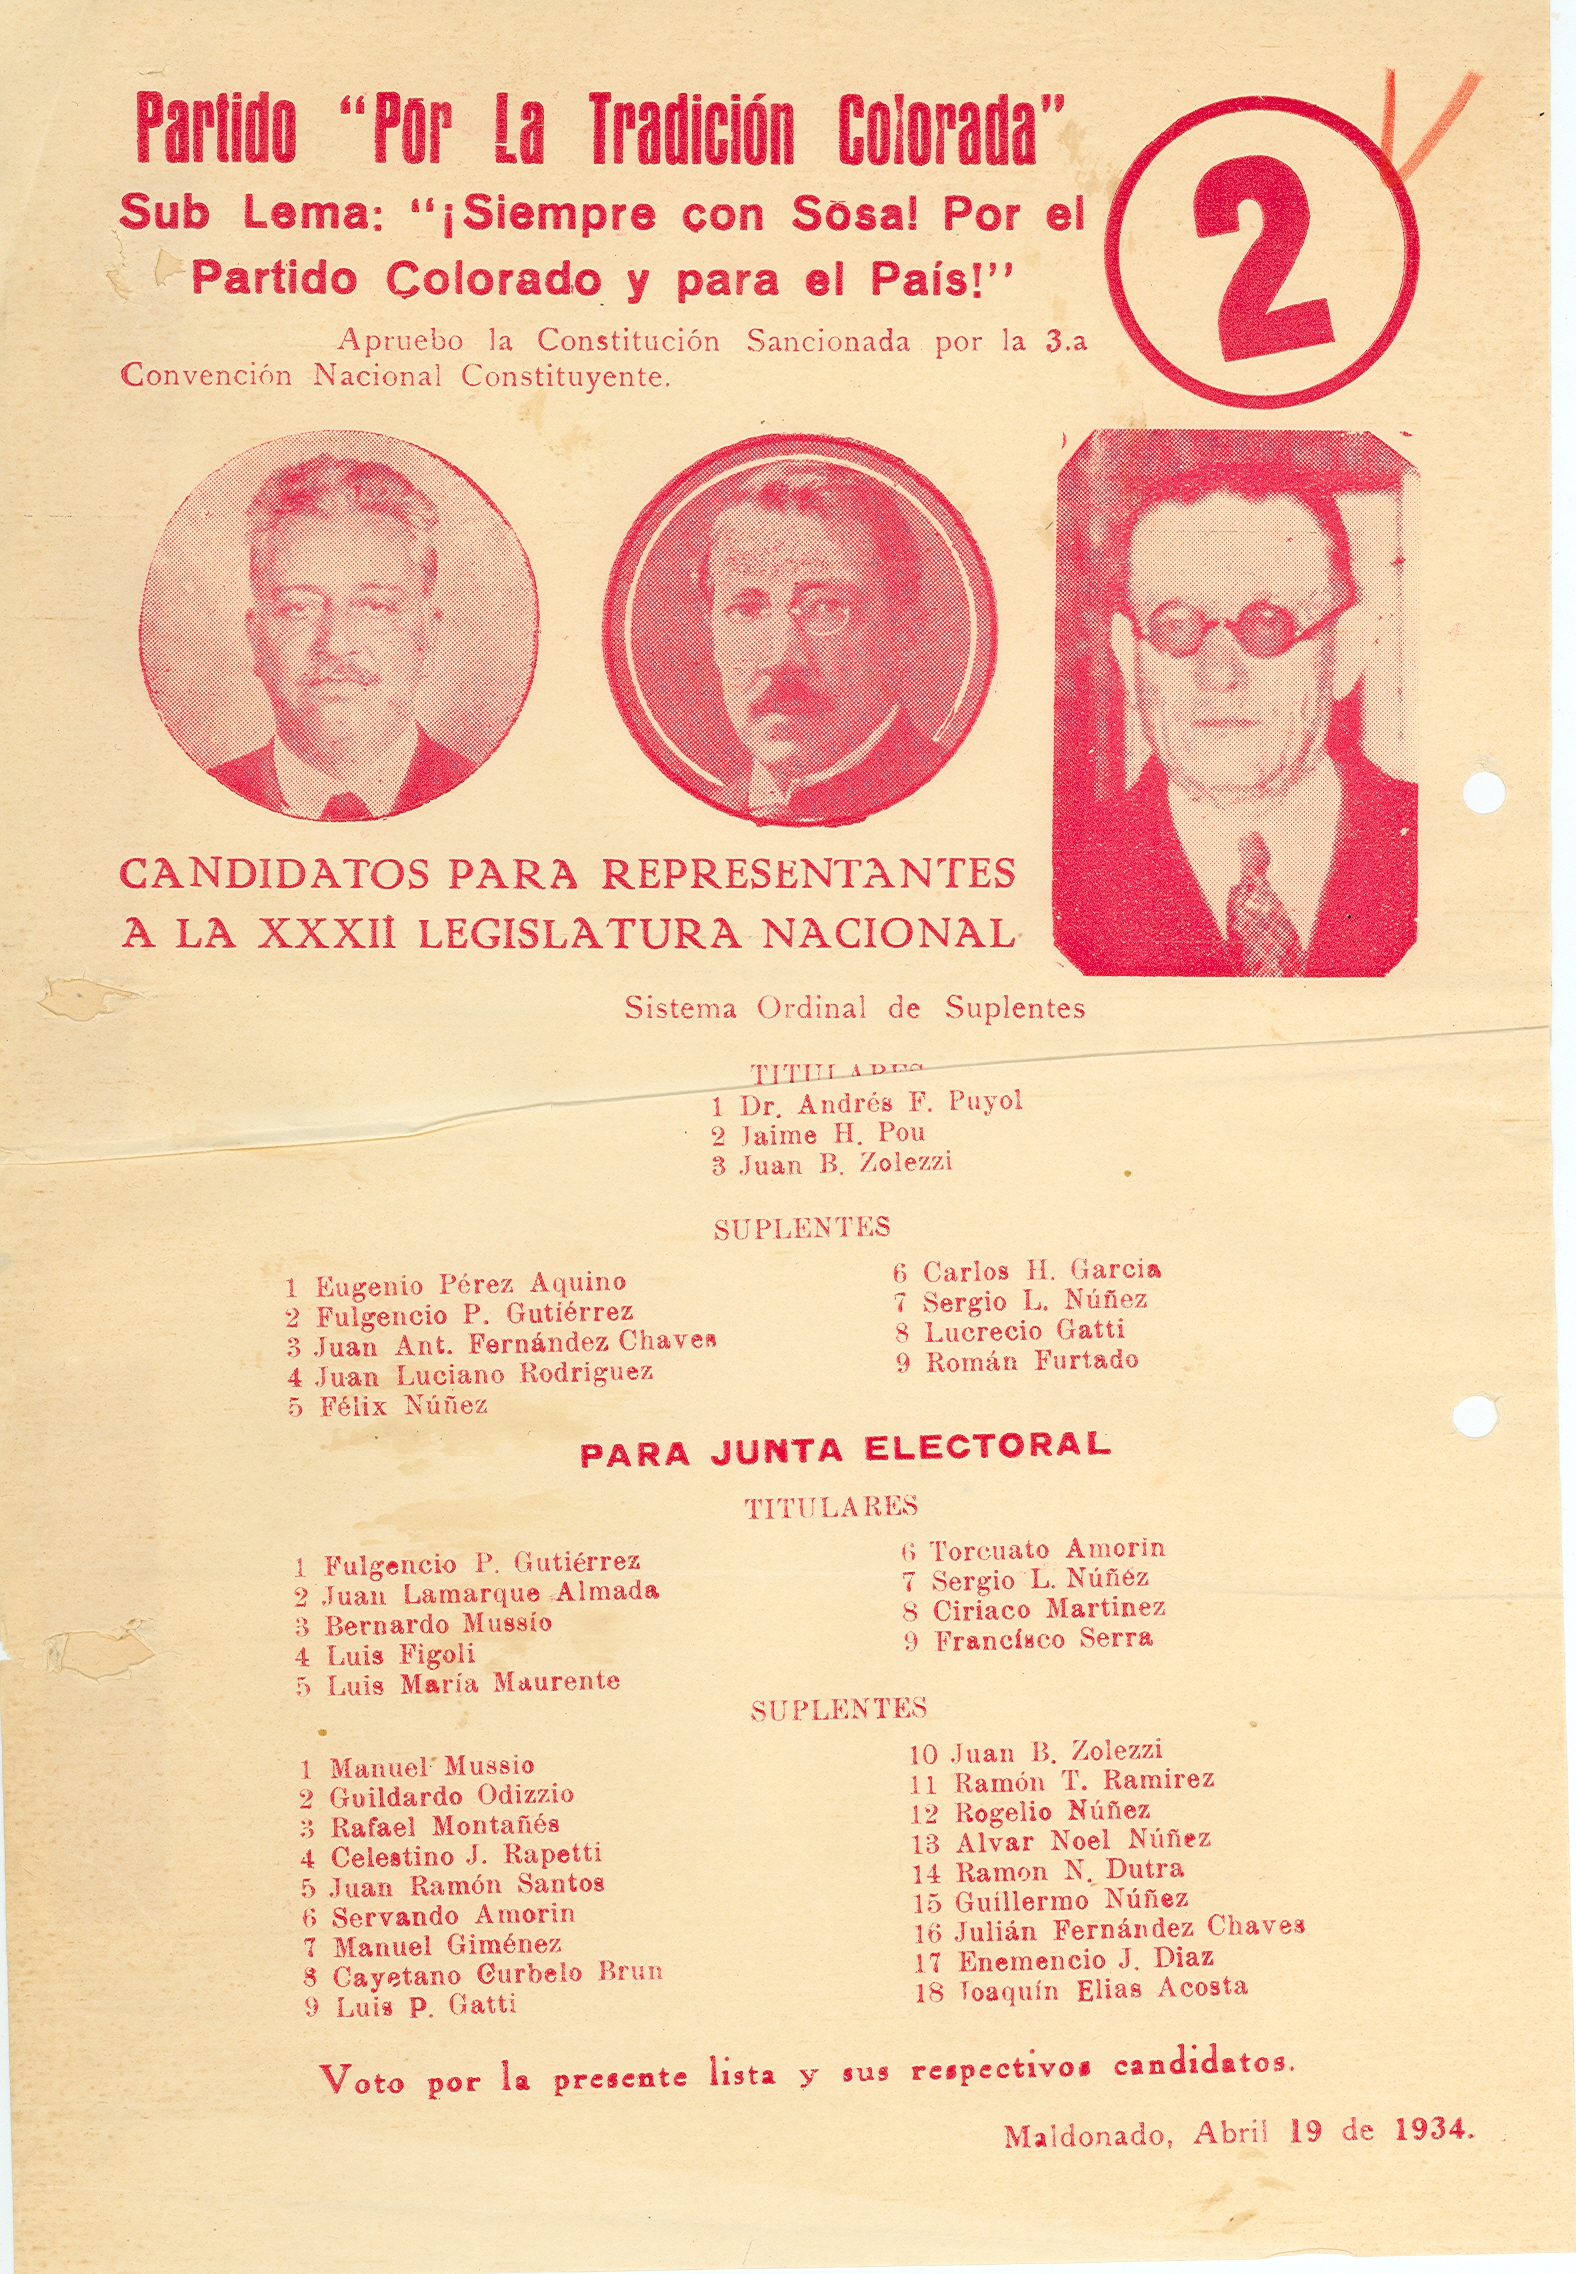 Partido “Por La Tradición Colorada”
2
Sub Lema: “¡Siempre con Sosa! Por el
Partido Colorado y para el País!”
Apruebo la Constitución Sancionada por la 3.a
Convención Nacional Constituyente.
CANDIDATOS PARA REPRESENTANTES
A LA XXXII LEGISLATURA NACIONAL
Sistema Ordinal de Suplentes
TITULARES
1 Dr. Andrés F. Puyol
2 Jaime H. Pou
3 Juan B. Zolezzi
SUPLENTES
1 Eugenio Pérez Aquino
2 Fulgencio P. Gutiérrez
3 Juan Ant. Fernández Chaves
4 Juan Luciano Rodriguez
5 Félix Núñez
6 Carlos H. Garcia
7 Sergio L. Núñez
8 Lucrecio Gatti
9 Román Furtado
PARA JUNTA ELECTORAL
TITULARES
1 Fulgencio P. Gutiérrez
2 Juan Lamarque Almada
3 Bernardo Mussío
4 Luis Figoli
5 Luis María Maurente
6 Torcuato Amorin
7 Sergio L. Núñéz
8 Ciriaco Martinez
9 Francísco Serra
SUPLENTES
1 Manuel Mussio
2 Guildardo Odizzio
3 Rafael Montañés
4 Celestino J. Rapetti
5 Juan Ramón Santos
6 Servando Amorin
7 Manuel Giménez
8 Cayetano Curbelo Brun
9 Luis P. Gatti
10 Juan B. Zolezzi
11 Ramón T. Ramirez
12 Rogelio Núñez
13 Alvar Noel Núñez
14 Ramon N. Dutra
15 Guíllermo Núñez
16 Julián Fernández Chaves
17 Enemencio J. Diaz
18 Joaquín Elias Acosta
Voto por la presente lista y sus respectivos candidatos.
Maldonado, Abril 19 de 1934.